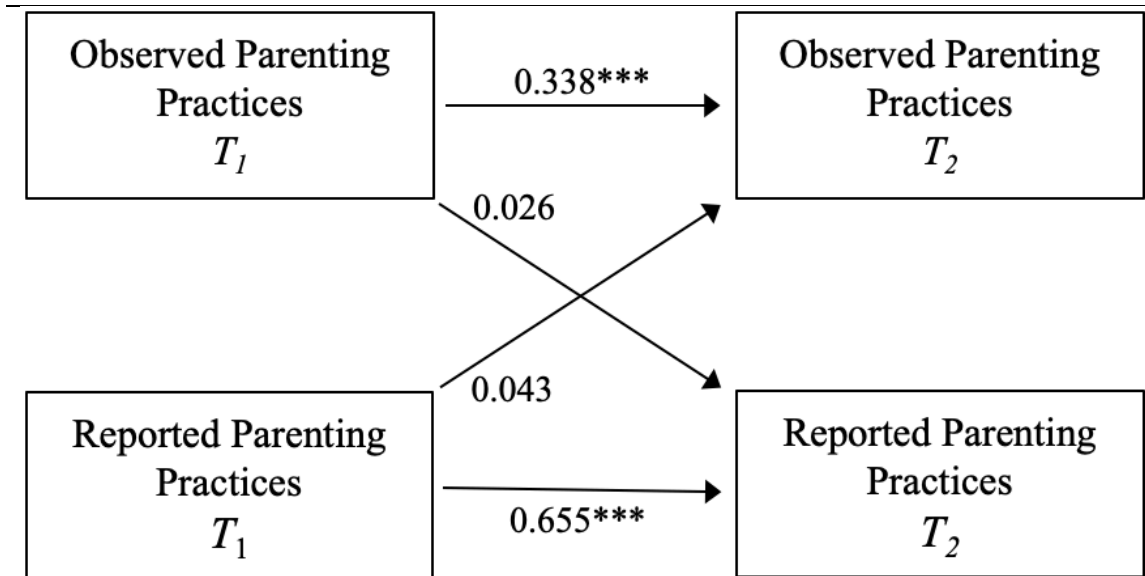 Observed Parenting
Practices
T₁
0.338***
Observed Parenting
Practices
T₂
0.026
0.043
Reported Parenting
Practices
T₁
0.655***
Reported Parenting
Practices
T₂